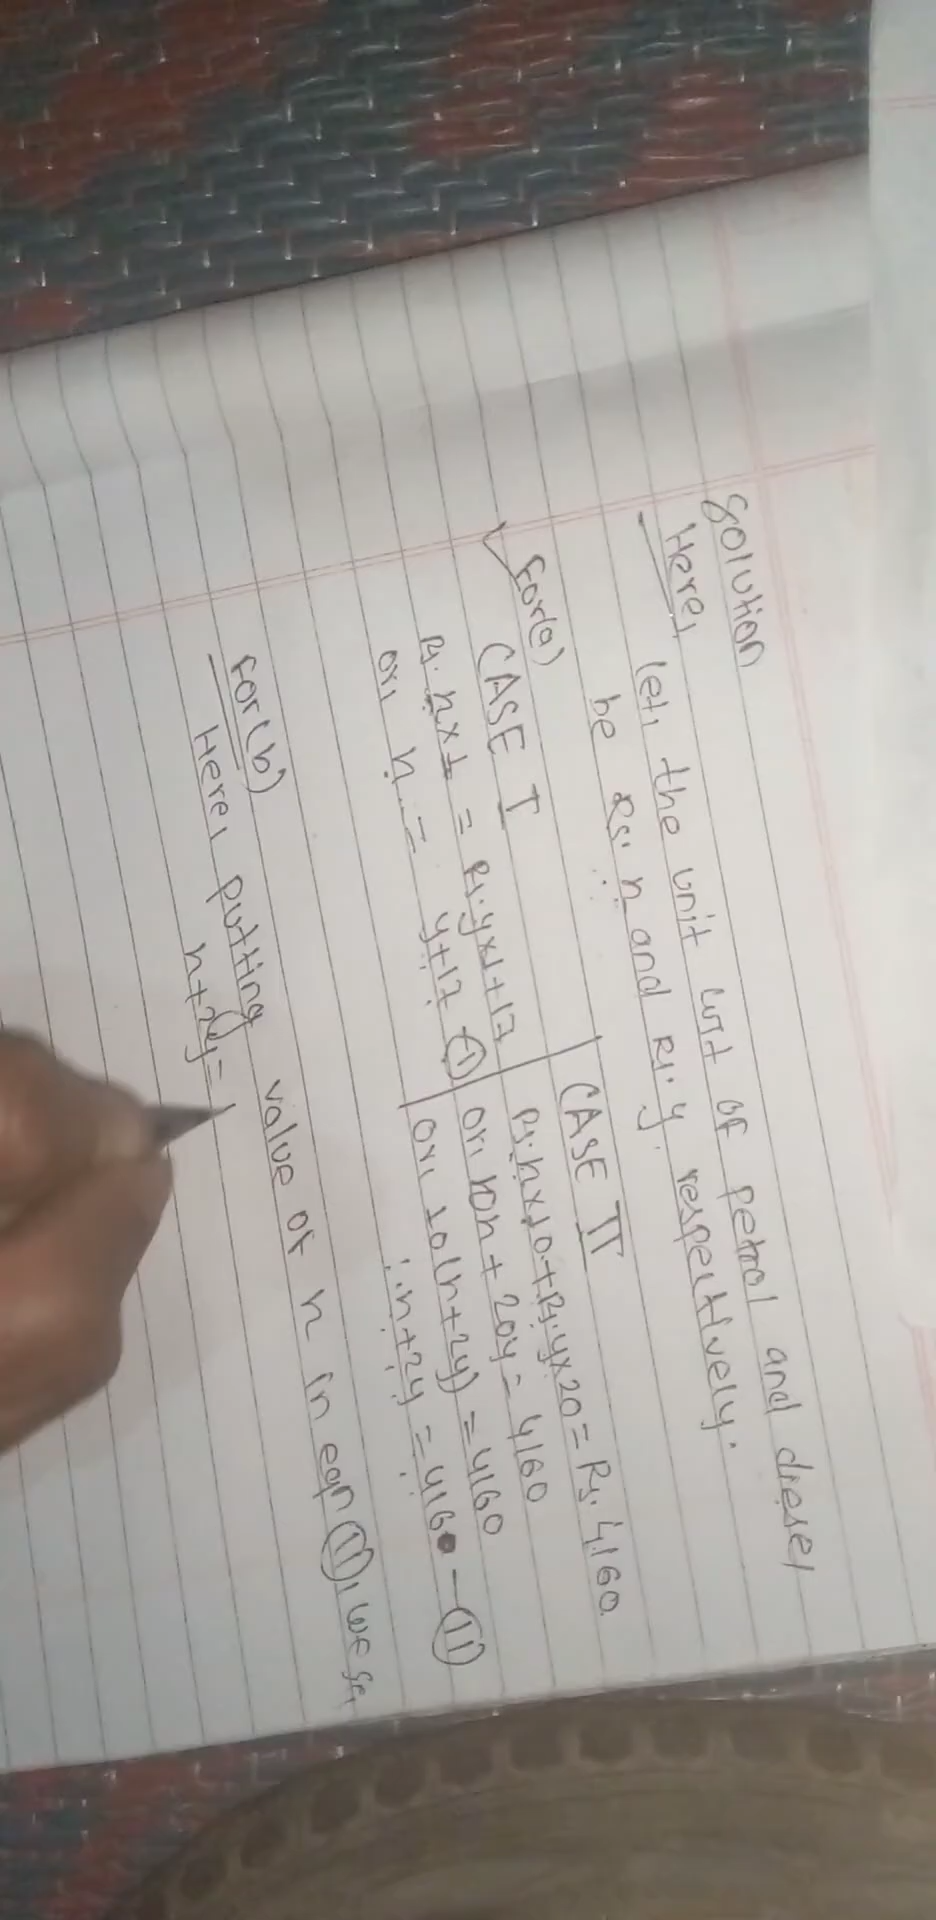 Solution
Here, let, the unit cost of petrol and diesel
be Rs. x and Rs. y respectively.
For(a)
CASE I
Rs. x×1 = Rs. y×1+17
or, x = y+17 - (i)
CASE II
Rs. x×10 + Rs. y×20 = Rs. 4160
or, 10x + 20y = 4160
or, 10(x+2y) = 4160
∴ x+2y = 416 - (ii)
For(b)
Here, putting value of x in eqn (ii), we get
x+2y =